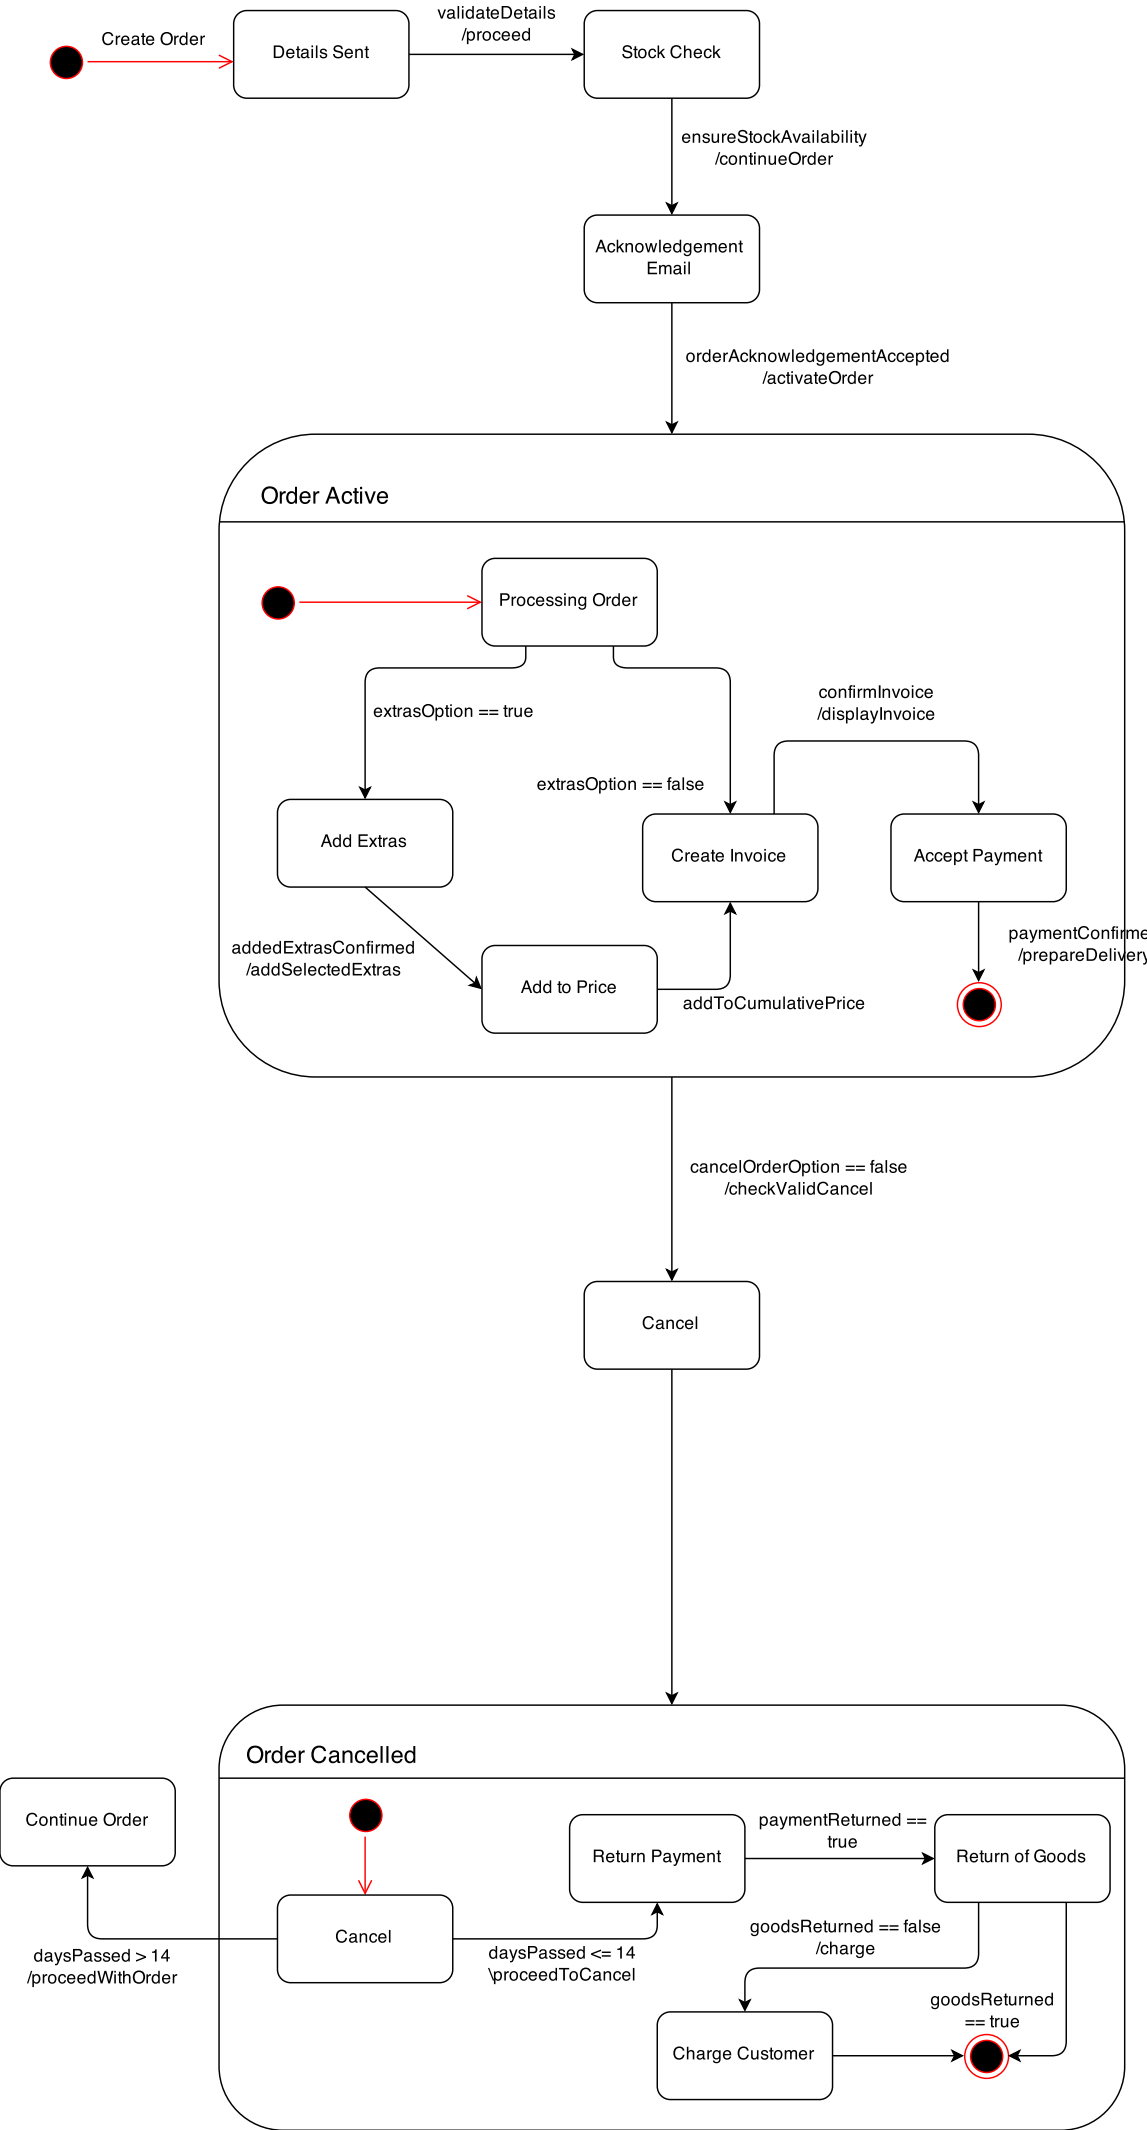 Create Order
Details Sent
validateDetails
/proceed
Stock Check
ensureStockAvailability
/continueOrder
Acknowledgement
Email
orderAcknowledgementAccepted
/activateOrder
Order Active
Processing Order
extrasOption == true
extrasOption == false
confirmInvoice
/displayInvoice
Add Extras
Create Invoice
Accept Payment
addedExtrasConfirmed
/addSelectedExtras
Add to Price
addToCumulativePrice
paymentConfirme
/prepareDelivery
cancelOrderOption == false
/checkValidCancel
Cancel
Order Cancelled
Continue Order
daysPassed > 14
/proceedWithOrder
Cancel
daysPassed <= 14
\proceedToCancel
Return Payment
paymentReturned ==
true
Return of Goods
goodsReturned == false
/charge
goodsReturned
== true
Charge Customer